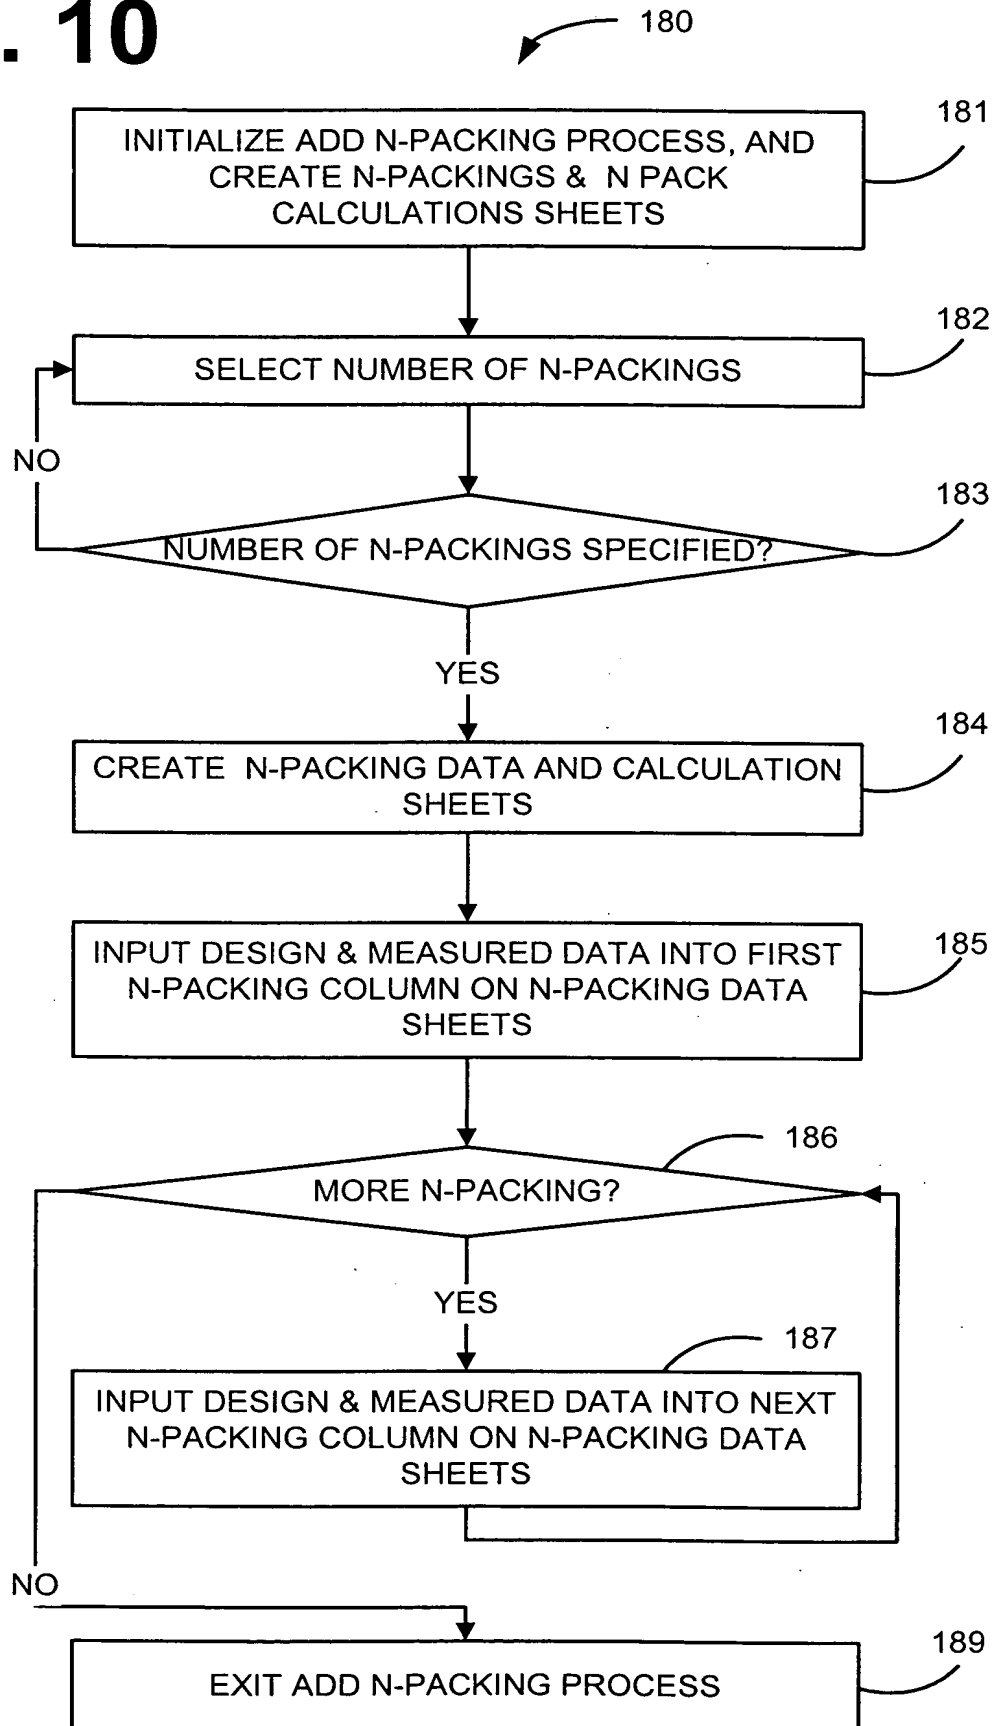 . 10
180
181
INITIALIZE ADD N-PACKING PROCESS, AND
CREATE N-PACKINGS & N PACK
CALCULATIONS SHEETS
182
SELECT NUMBER OF N-PACKINGS
NO
183
NUMBER OF N-PACKINGS SPECIFIED?
YES
184
CREATE N-PACKING DATA AND CALCULATION
SHEETS
185
INPUT DESIGN & MEASURED DATA INTO FIRST
N-PACKING COLUMN ON N-PACKING DATA
SHEETS
186
MORE N-PACKING?
YES
187
INPUT DESIGN & MEASURED DATA INTO NEXT
N-PACKING COLUMN ON N-PACKING DATA
SHEETS
NO
189
EXIT ADD N-PACKING PROCESS